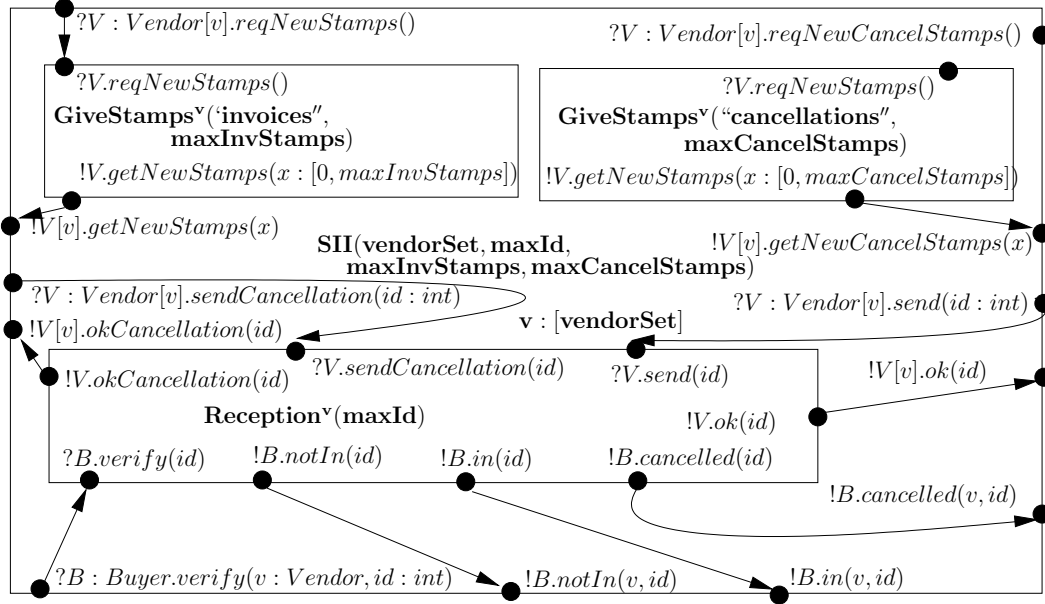 ?V : Vendor[v].reqNewStamps()
?V : Vendor[v].reqNewCancelStamps()
?V.reqNewStamps()
GiveStampsᵛ(‘invoices″,
maxInvStamps)
!V.getNewStamps(x : [0, maxInvStamps])
?V.reqNewStamps()
GiveStampsᵛ(“cancellations″,
maxCancelStamps)
!V.getNewStamps(x : [0, maxCancelStamps])
!V[v].getNewStamps(x)
!V[v].getNewCancelStamps(x)
SII(vendorSet, maxId,
maxInvStamps, maxCancelStamps)
?V : Vendor[v].sendCancellation(id : int)
?V : Vendor[v].send(id : int)
!V[v].okCancellation(id)
v : [vendorSet]
!V.okCancellation(id)
?V.sendCancellation(id)
?V.send(id)
!V[v].ok(id)
Receptionᵛ(maxId)
!V.ok(id)
?B.verify(id)
!B.notIn(id)
!B.in(id)
!B.cancelled(id)
!B.cancelled(v, id)
?B : Buyer.verify(v : Vendor, id : int)
!B.notIn(v, id)
!B.in(v, id)